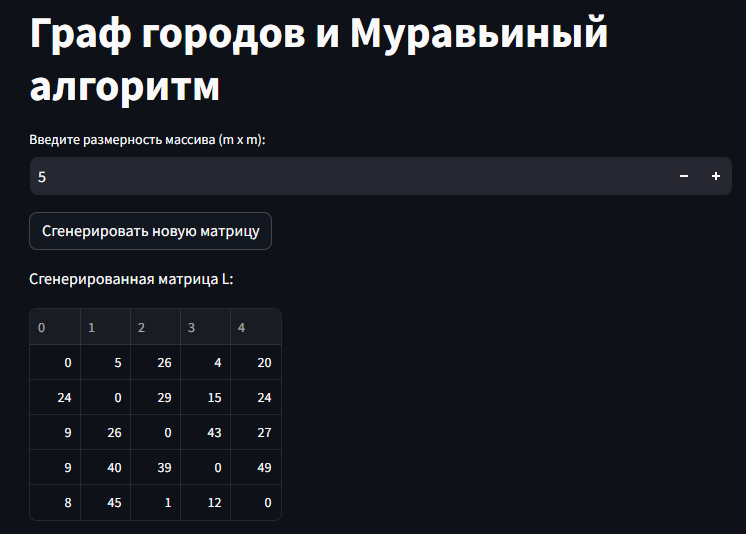 Граф городов и Муравьиный
алгоритм
Введите размерность массива (m x m):
5 − +
Сгенерировать новую матрицу
Сгенерированная матрица L:
0 1 2 3 4
0 5 26 4 20
24 0 29 15 24
9 26 0 43 27
9 40 39 0 49
8 45 1 12 0